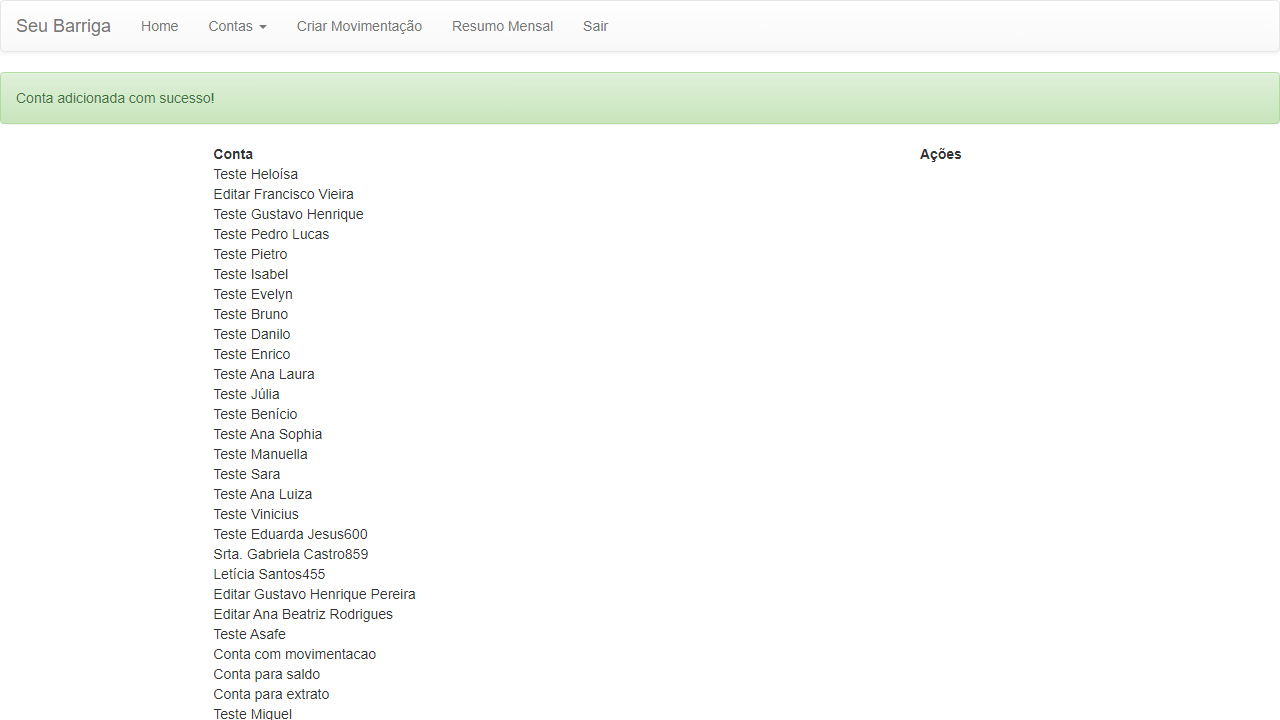 Seu Barriga Home Contas Criar Movimentação Resumo Mensal Sair
Conta adicionada com sucesso!
Conta Ações
Teste Heloísa
Editar Francisco Vieira
Teste Gustavo Henrique
Teste Pedro Lucas
Teste Pietro
Teste Isabel
Teste Evelyn
Teste Bruno
Teste Danilo
Teste Enrico
Teste Ana Laura
Teste Júlia
Teste Benício
Teste Ana Sophia
Teste Manuella
Teste Sara
Teste Ana Luiza
Teste Vinicius
Teste Eduarda Jesus600
Srta. Gabriela Castro859
Letícia Santos455
Editar Gustavo Henrique Pereira
Editar Ana Beatriz Rodrigues
Teste Asafe
Conta com movimentacao
Conta para saldo
Conta para extrato
Teste Miguel